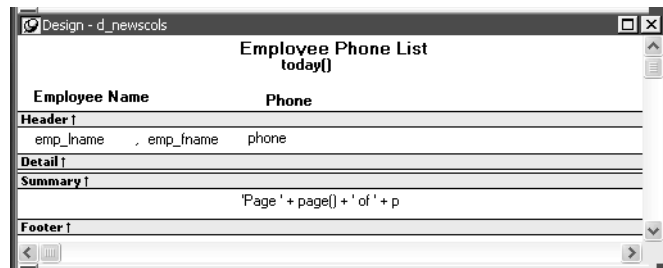 Design - d_newscols
Employee Phone List
today()
Employee Name Phone
Header ↑
emp_lname , emp_fname phone
Detail ↑
Summary ↑
'Page ' + page() + ' of ' + p
Footer ↑